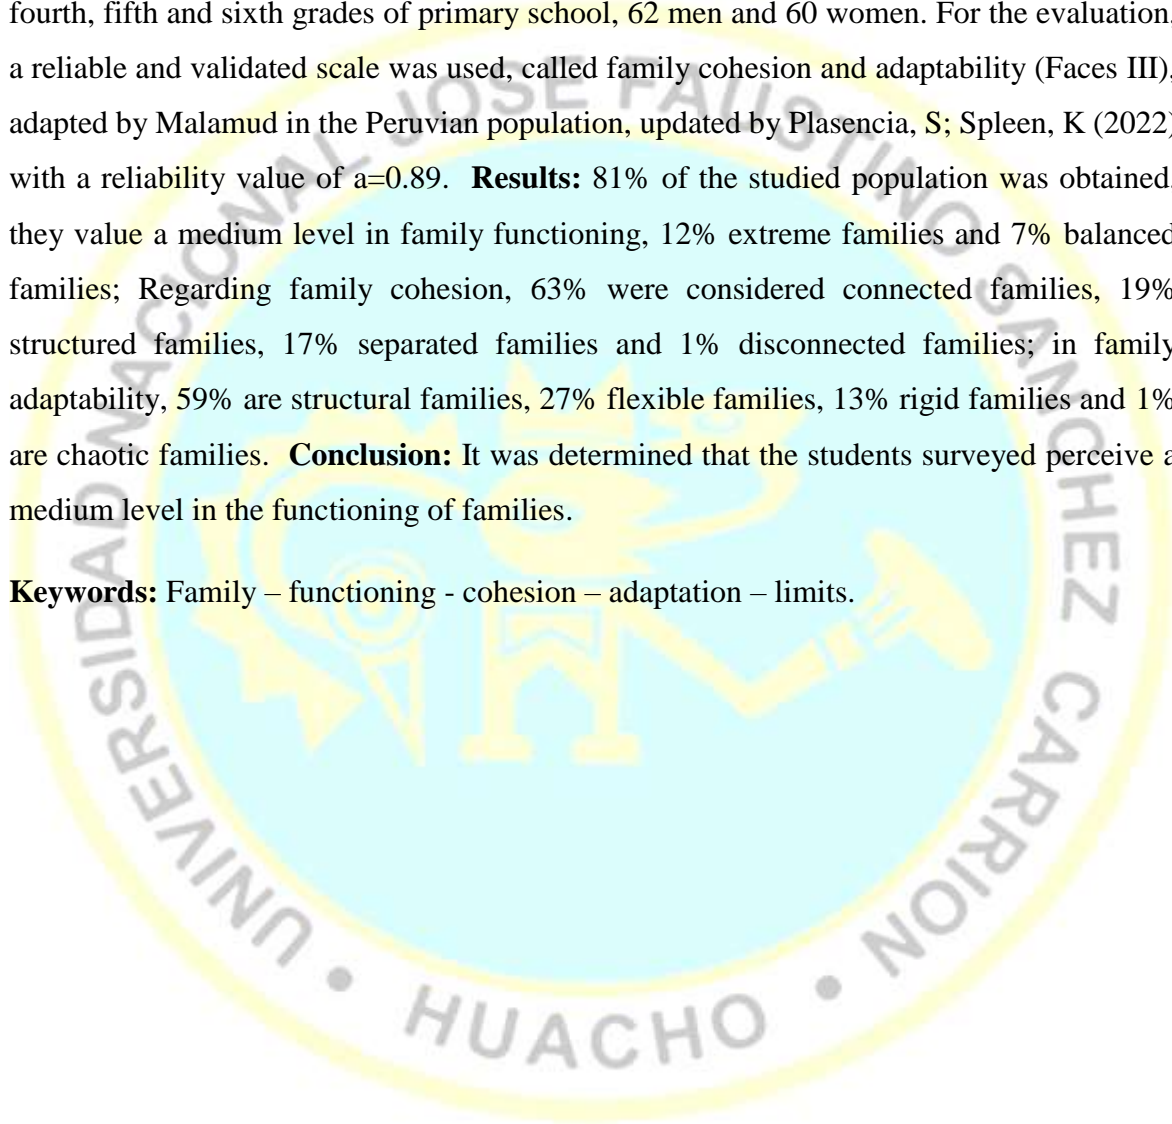 fourth, fifth and sixth grades of primary school, 62 men and 60 women. For the evaluation,
a reliable and validated scale was used, called family cohesion and adaptability (Faces III),
adapted by Malamud in the Peruvian population, updated by Plasencia, S; Spleen, K (2022)
with a reliability value of a=0.89. Results: 81% of the studied population was obtained,
they value a medium level in family functioning, 12% extreme families and 7% balanced
families; Regarding family cohesion, 63% were considered connected families, 19%
structured families, 17% separated families and 1% disconnected families; in family
adaptability, 59% are structural families, 27% flexible families, 13% rigid families and 1%
are chaotic families. Conclusion: It was determined that the students surveyed perceive a
medium level in the functioning of families.
Keywords: Family – functioning - cohesion – adaptation – limits.
UNIVERSIDAD NACIONAL JOSE FAUSTINO SANCHEZ CARRION
• HUACHO •